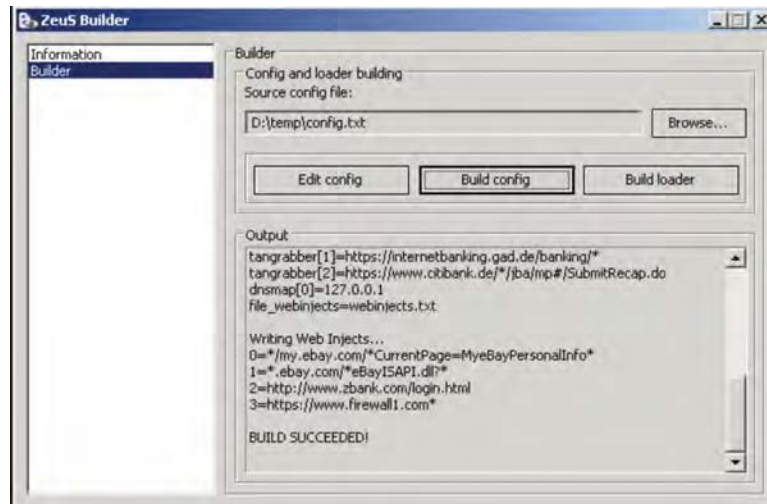 ZeuS Builder
Information
Builder
Builder
Config and loader building
Source config file:
D:\temp\config.txt
Browse...
Edit config
Build config
Build loader
Output
tangrabber[1]=https://internetbanking.gad.de/banking/*
tangrabber[2]=https://www.citibank.de/*/jba/mp#/SubmitRecap.do
dnsmap[0]=127.0.0.1
file_webinjects=webinjects.txt
Writing Web Injects...
0=*/my.ebay.com/*CurrentPage=MyeBayPersonalInfo*
1=*.ebay.com/*eBayISAPI.dll?*
2=http://www.zbank.com/login.html
3=https://www.firewall1.com*
BUILD SUCCEEDED!